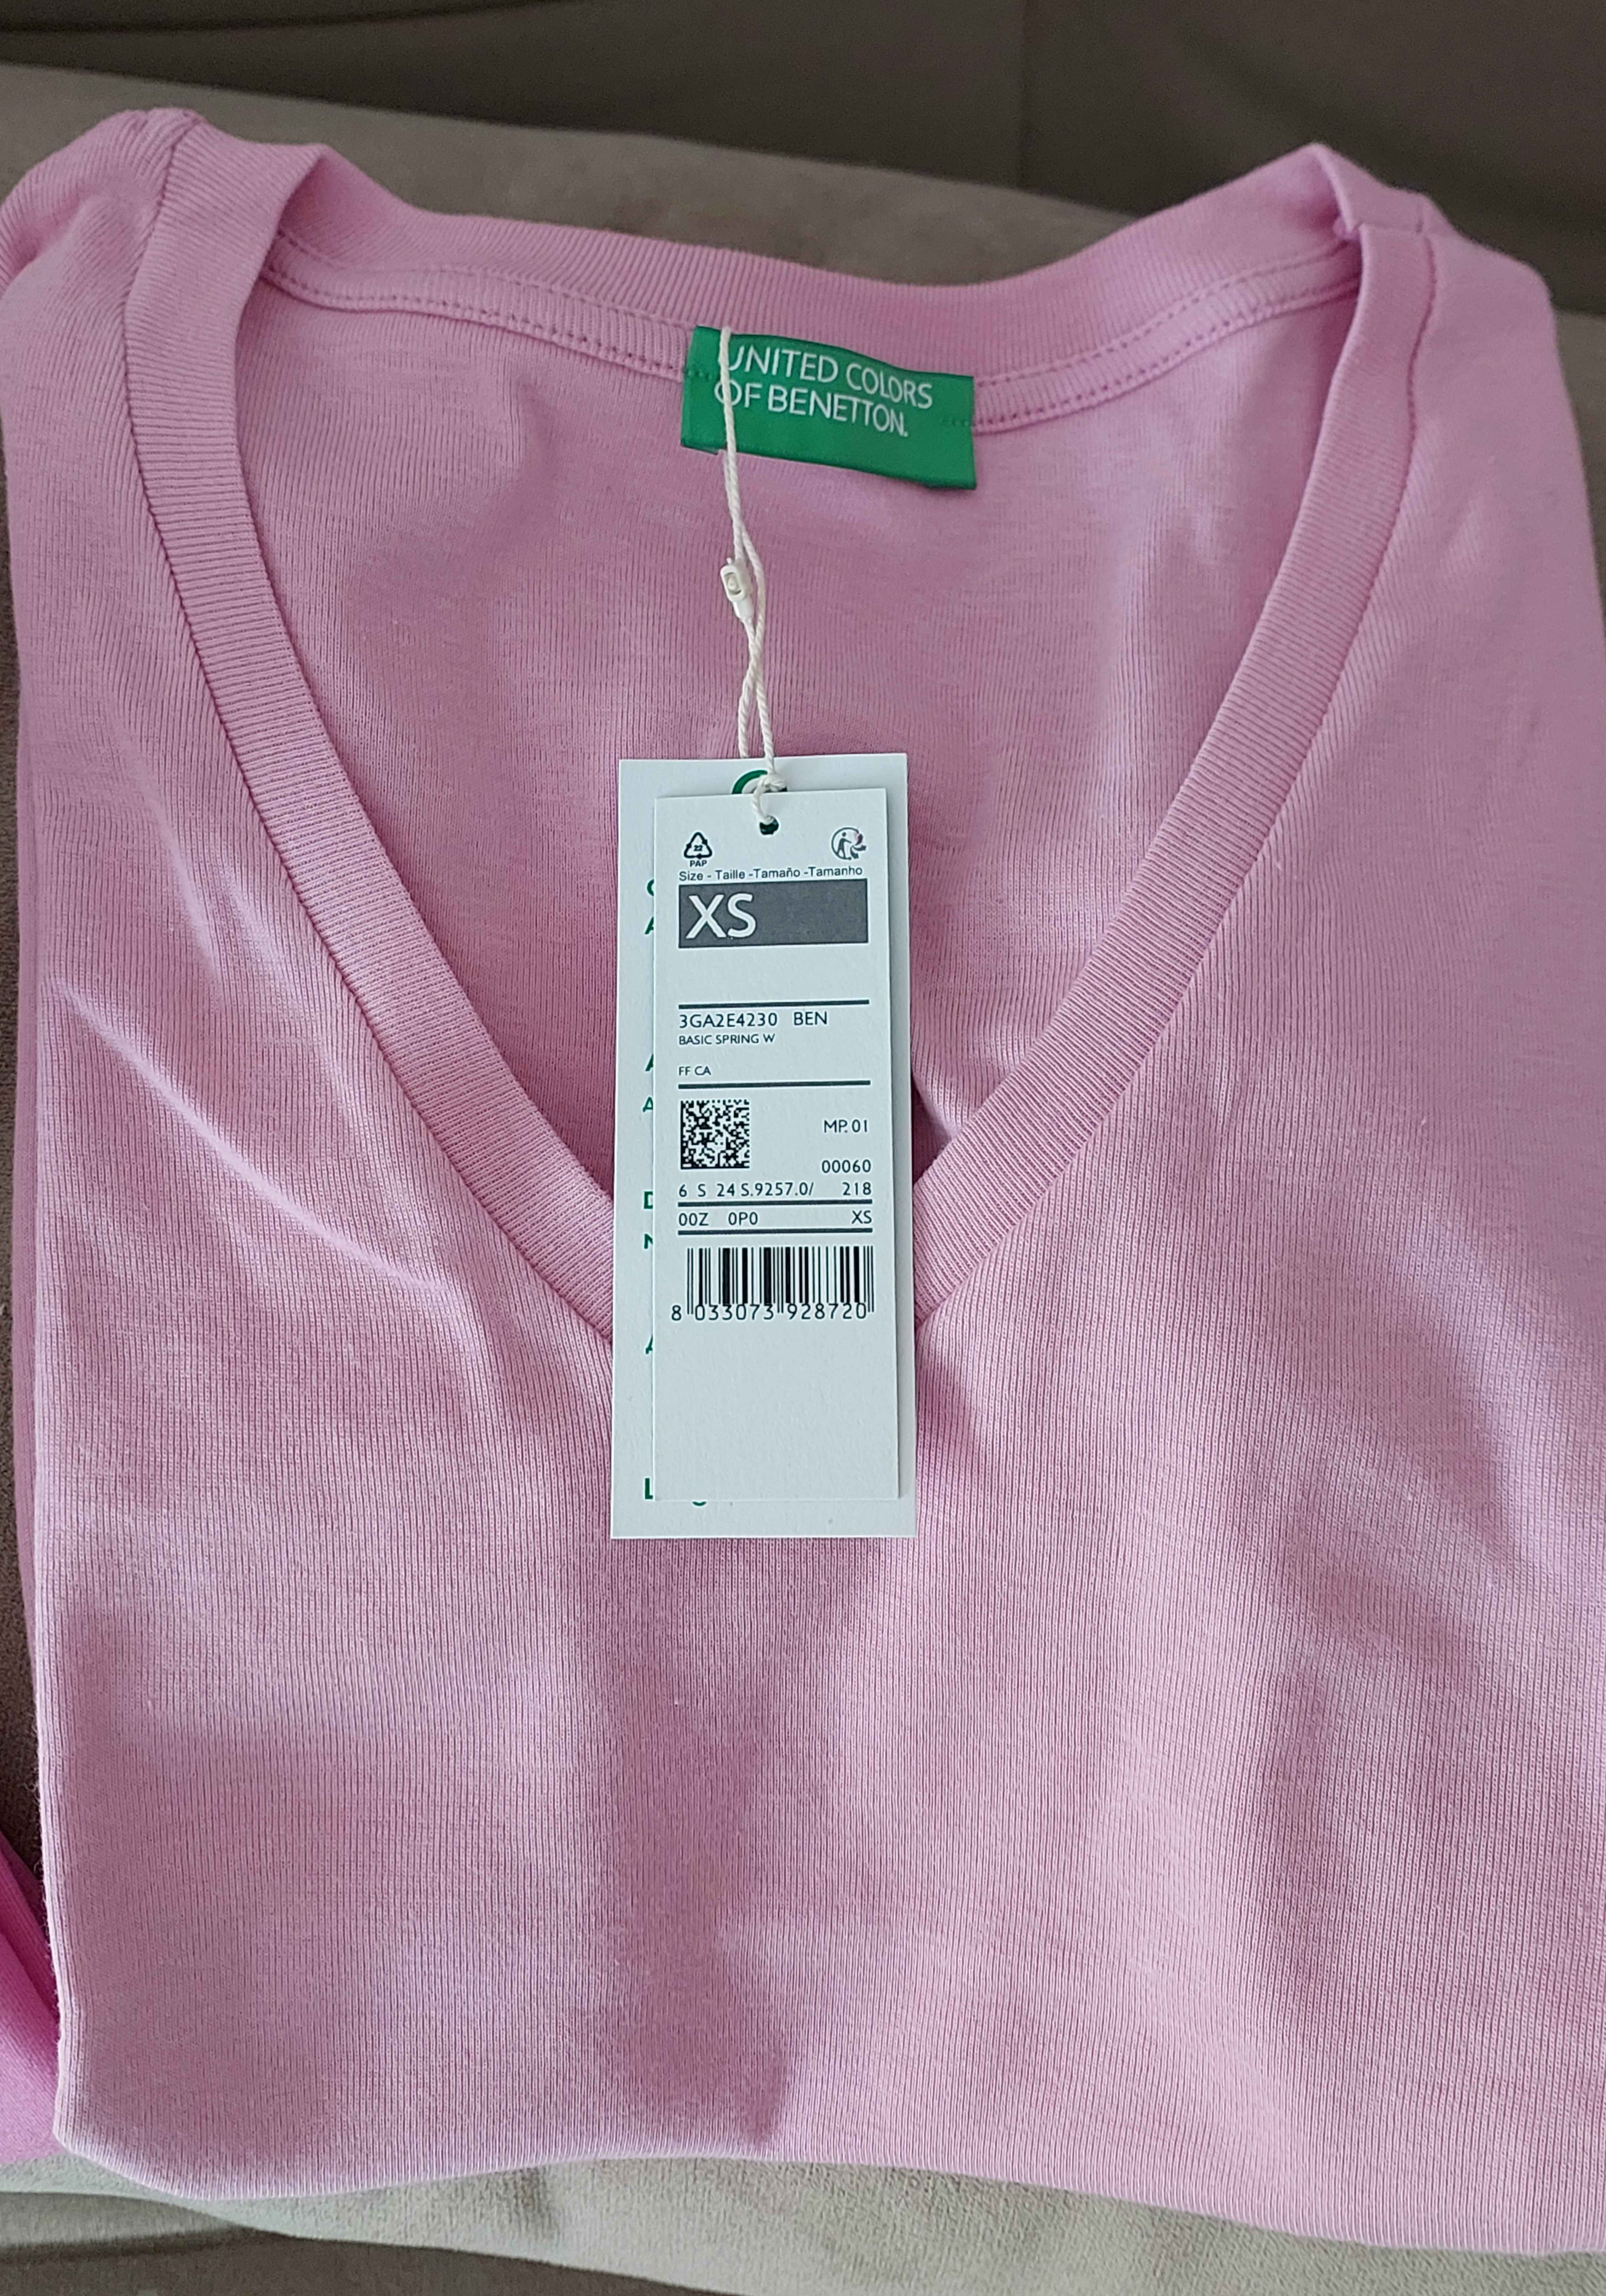 UNITED COLORS
OF BENETTON.
22
PAP
Size - Taille -Tamaño -Tamanho
XS
3GA2E4230 BEN
BASIC SPRING W
FF CA
MP. 01
00060
6 S 24 S.9257.0/ 218
00Z 0P0 XS
8 033073 928720